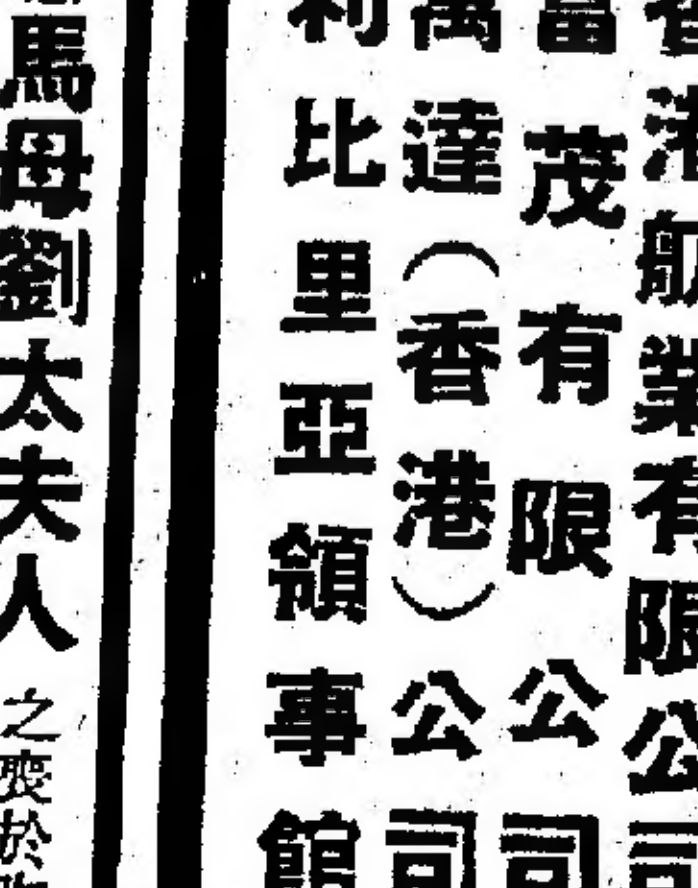 港航業有限公司
富茂有限公司
萬達（香港）公司
利比里亞領事館
馬母劉太夫人之喪於